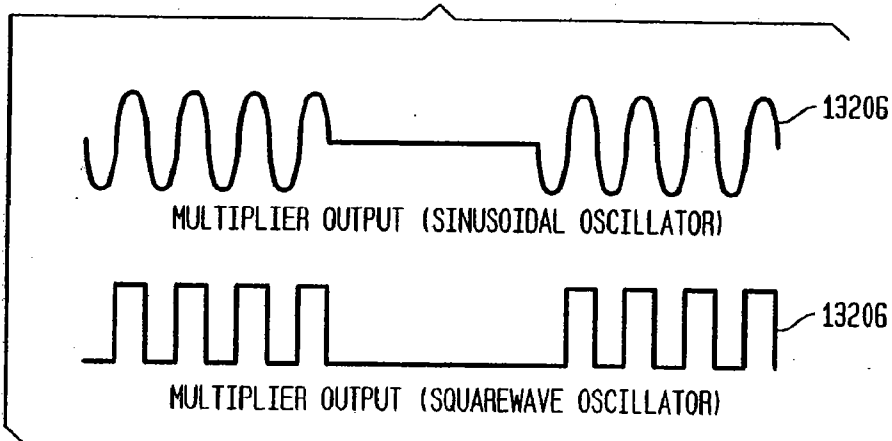 13206
MULTIPLIER OUTPUT (SINUSOIDAL OSCILLATOR)
13206
MULTIPLIER OUTPUT (SQUAREWAVE OSCILLATOR)